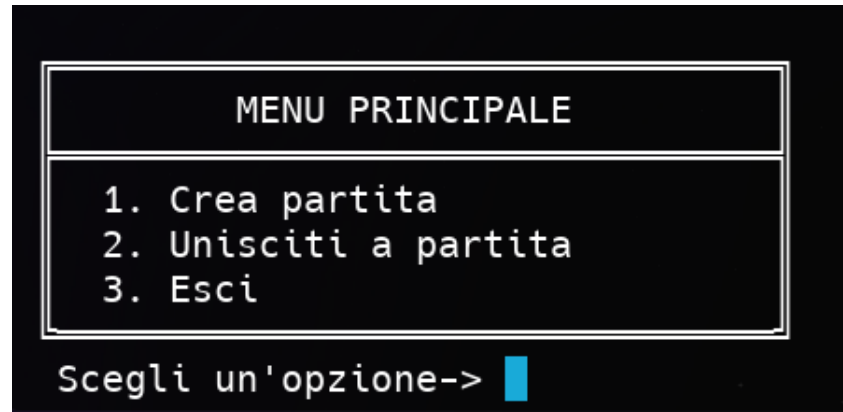 MENU PRINCIPALE
1. Crea partita
2. Unisciti a partita
3. Esci
Scegli un'opzione->